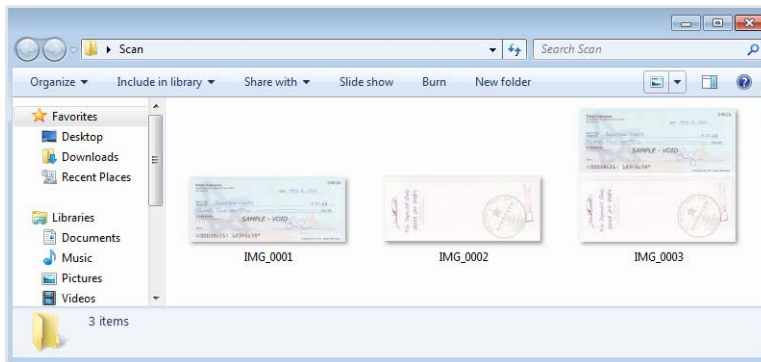 Scan
Search Scan
Organize
Include in library
Share with
Slide show
Burn
New folder
Favorites
Desktop
Downloads
Recent Places
Libraries
Documents
Music
Pictures
Videos
SAMPLE - VOID
IMG_0001
IMG_0002
SAMPLE - VOID
IMG_0003
3 items